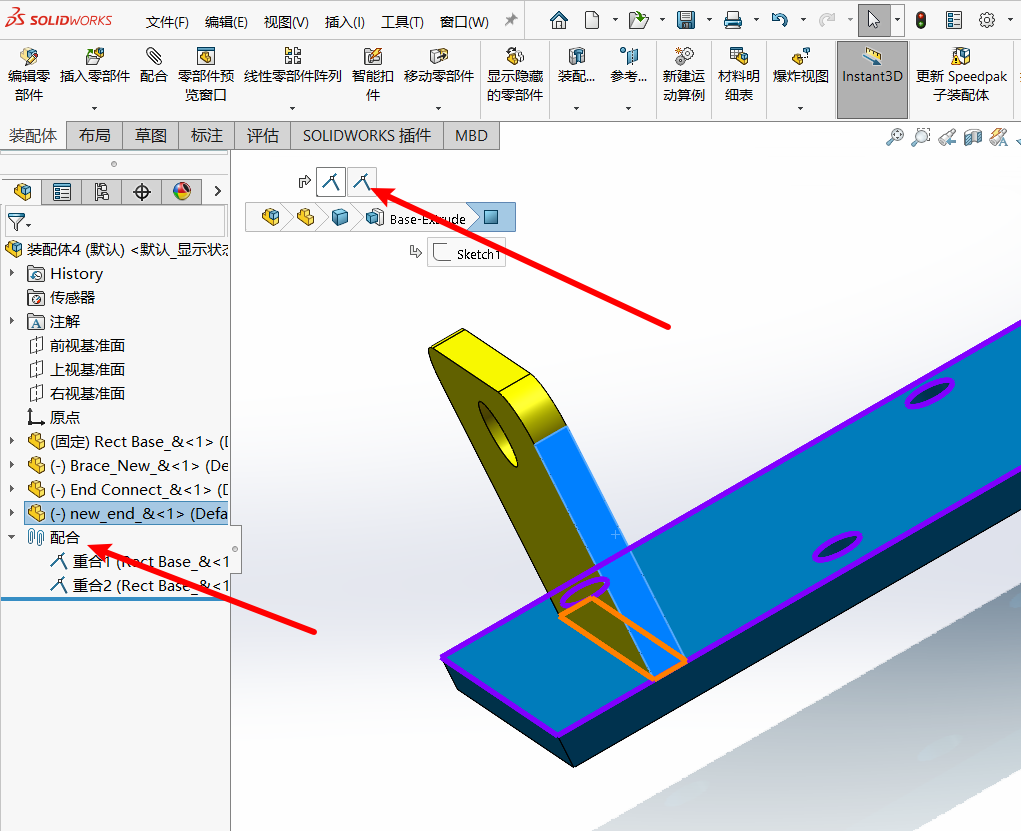 SOLIDWORKS 文件(F) 编辑(E) 视图(V) 插入(I) 工具(T) 窗口(W)
编辑零部件 插入零部件 配合 零部件预览窗口 线性零部件阵列 智能扣件 移动零部件 显示隐藏的零部件 装配... 参考... 新建运动算例 材料明细表 爆炸视图 Instant3D 更新 Speedpak 子装配体
装配体 布局 草图 标注 评估 SOLIDWORKS 插件 MBD
Base-Extrude
Sketch1
装配体4 (默认) <默认_显示状态
History
传感器
注解
前视基准面
上视基准面
右视基准面
原点
(固定) Rect Base_&<1> (D
(-) Brace_New_&<1> (De
(-) End Connect_&<1> (D
(-) new_end_&<1> (Defa
配合
重合1 (Rect Base_&<1
重合2 (Rect Base_&<1